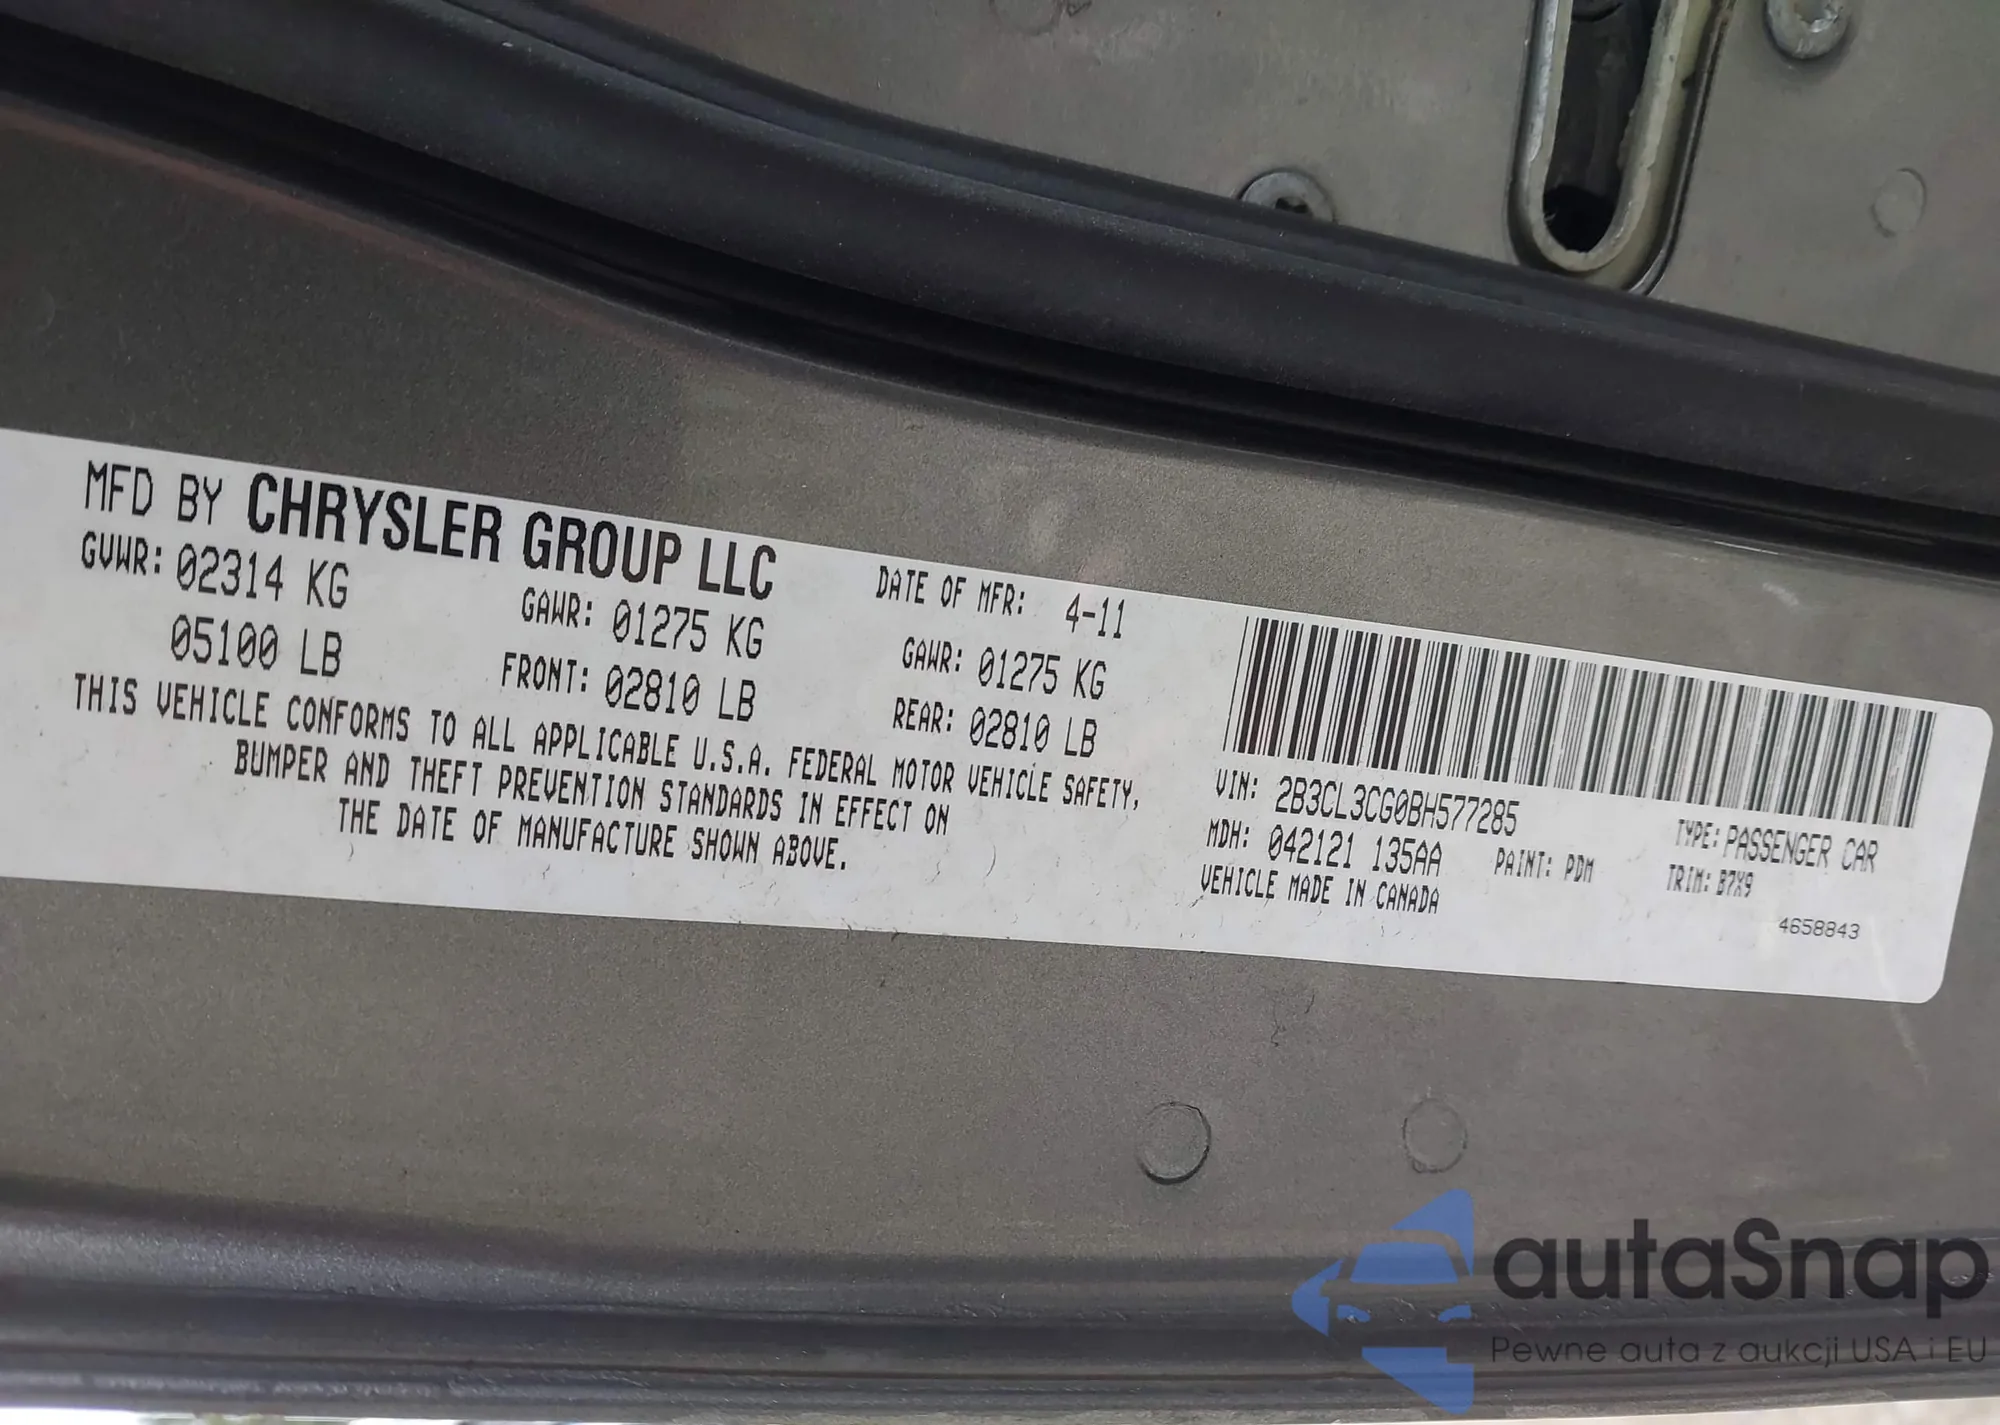 MFD BY CHRYSLER GROUP LLC
DATE OF MFR: 4-11
GVWR: 02314 KG
05100 LB
GAWR: 01275 KG
FRONT: 02810 LB
GAWR: 01275 KG
REAR: 02810 LB
THIS VEHICLE CONFORMS TO ALL APPLICABLE U.S.A. FEDERAL MOTOR VEHICLE SAFETY,
BUMPER AND THEFT PREVENTION STANDARDS IN EFFECT ON
THE DATE OF MANUFACTURE SHOWN ABOVE.
VIN: 2B3CL3CG0BH577285
TYPE: PASSENGER CAR
MDH: 042121 135AA
PAINT: PDM
TRIM: B7X9
VEHICLE MADE IN CANADA
4658843
autaSnap
Pewne auta z aukcji USA i EU